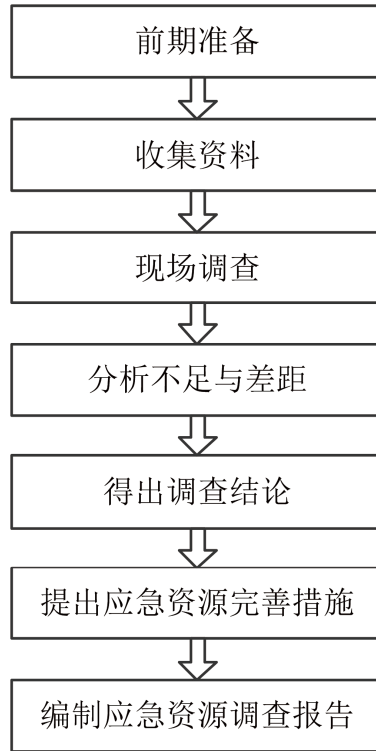 前期准备
收集资料
现场调查
分析不足与差距
得出调查结论
提出应急资源完善措施
编制应急资源调查报告